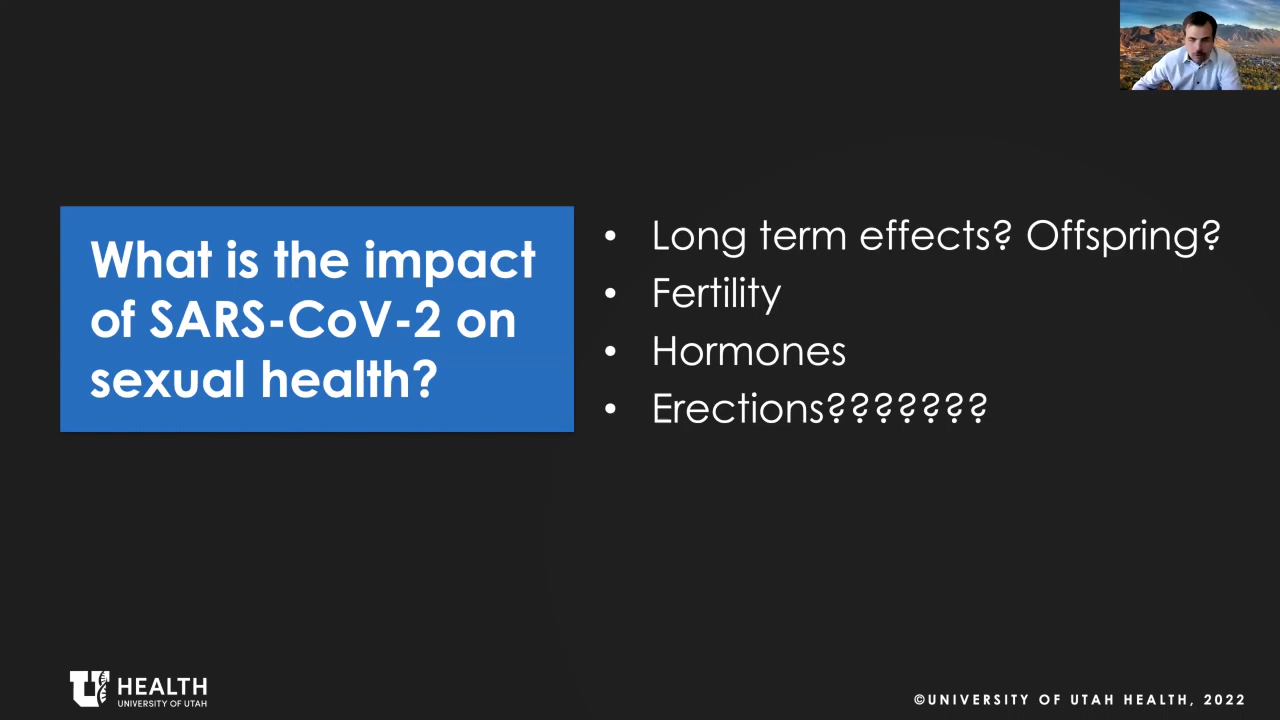 What is the impact
of SARS-CoV-2 on
sexual health?
• Long term effects? Offspring?
• Fertility
• Hormones
• Erections???????
U HEALTH
UNIVERSITY OF UTAH
©UNIVERSITY OF UTAH HEALTH, 2022